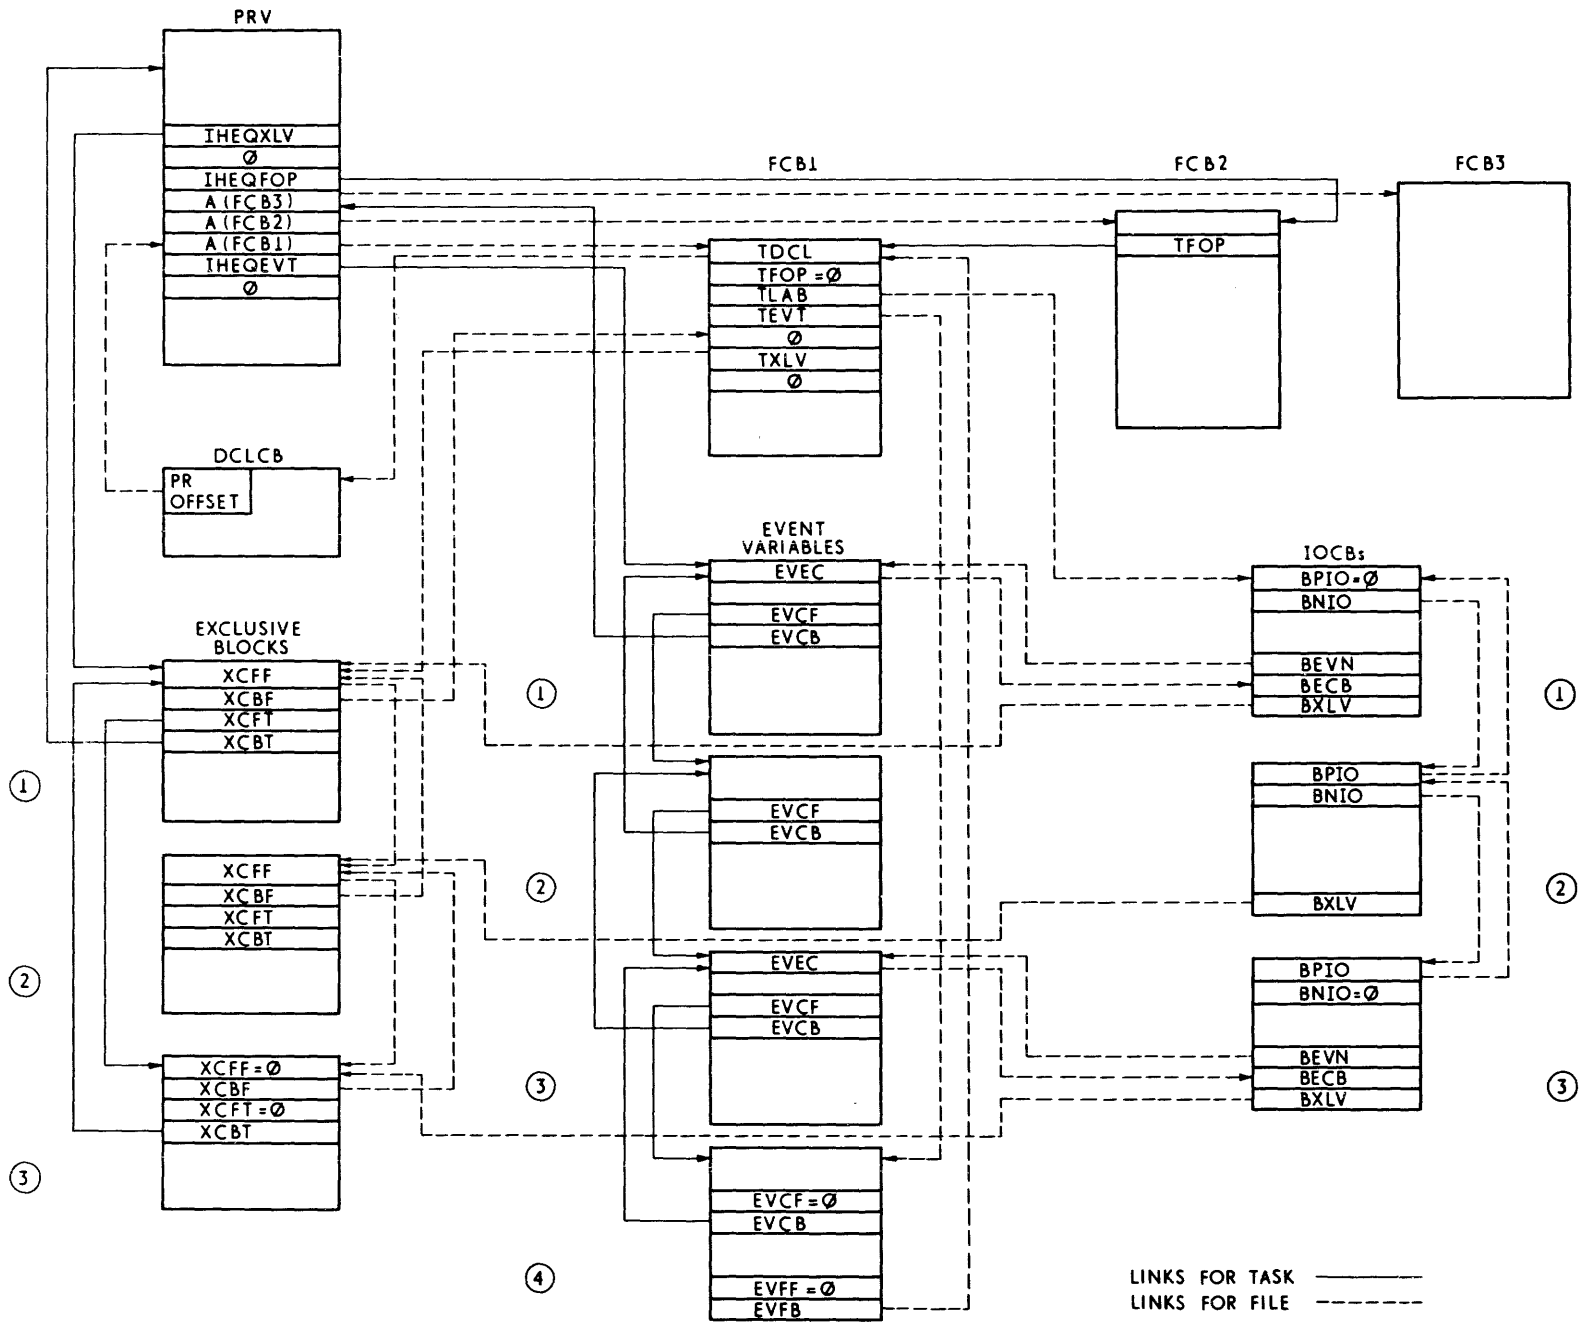 PRV
IHEQXLV
Ø
IHEQFOP
A(FCB3)
A(FCB2)
A(FCB1)
IHEQEVT
Ø
FCB1
TDCL
TFOP=Ø
TLAB
TEVT
Ø
TXLV
Ø
FCB2
TFOP
FCB3
DCLCB
PR
OFFSET
EXCLUSIVE
BLOCKS
XCFF
XCBF
XCFT
XCBT
1
XCFF
XCBF
XCFT
XCBT
2
XCFF=Ø
XCBF
XCFT=Ø
XCBT
3
EVENT
VARIABLES
EVEC
EVCF
EVCB
1
EVCF
EVCB
2
EVEC
EVCF
EVCB
3
EVCF=Ø
EVCB
EVFF=Ø
EVFB
4
IOCBs
BPIO=Ø
BNIO
BEVN
BECB
BXLV
1
BPIO
BNIO
BXLV
2
BPIO
BNIO=Ø
BEVN
BECB
BXLV
3
LINKS FOR TASK
LINKS FOR FILE